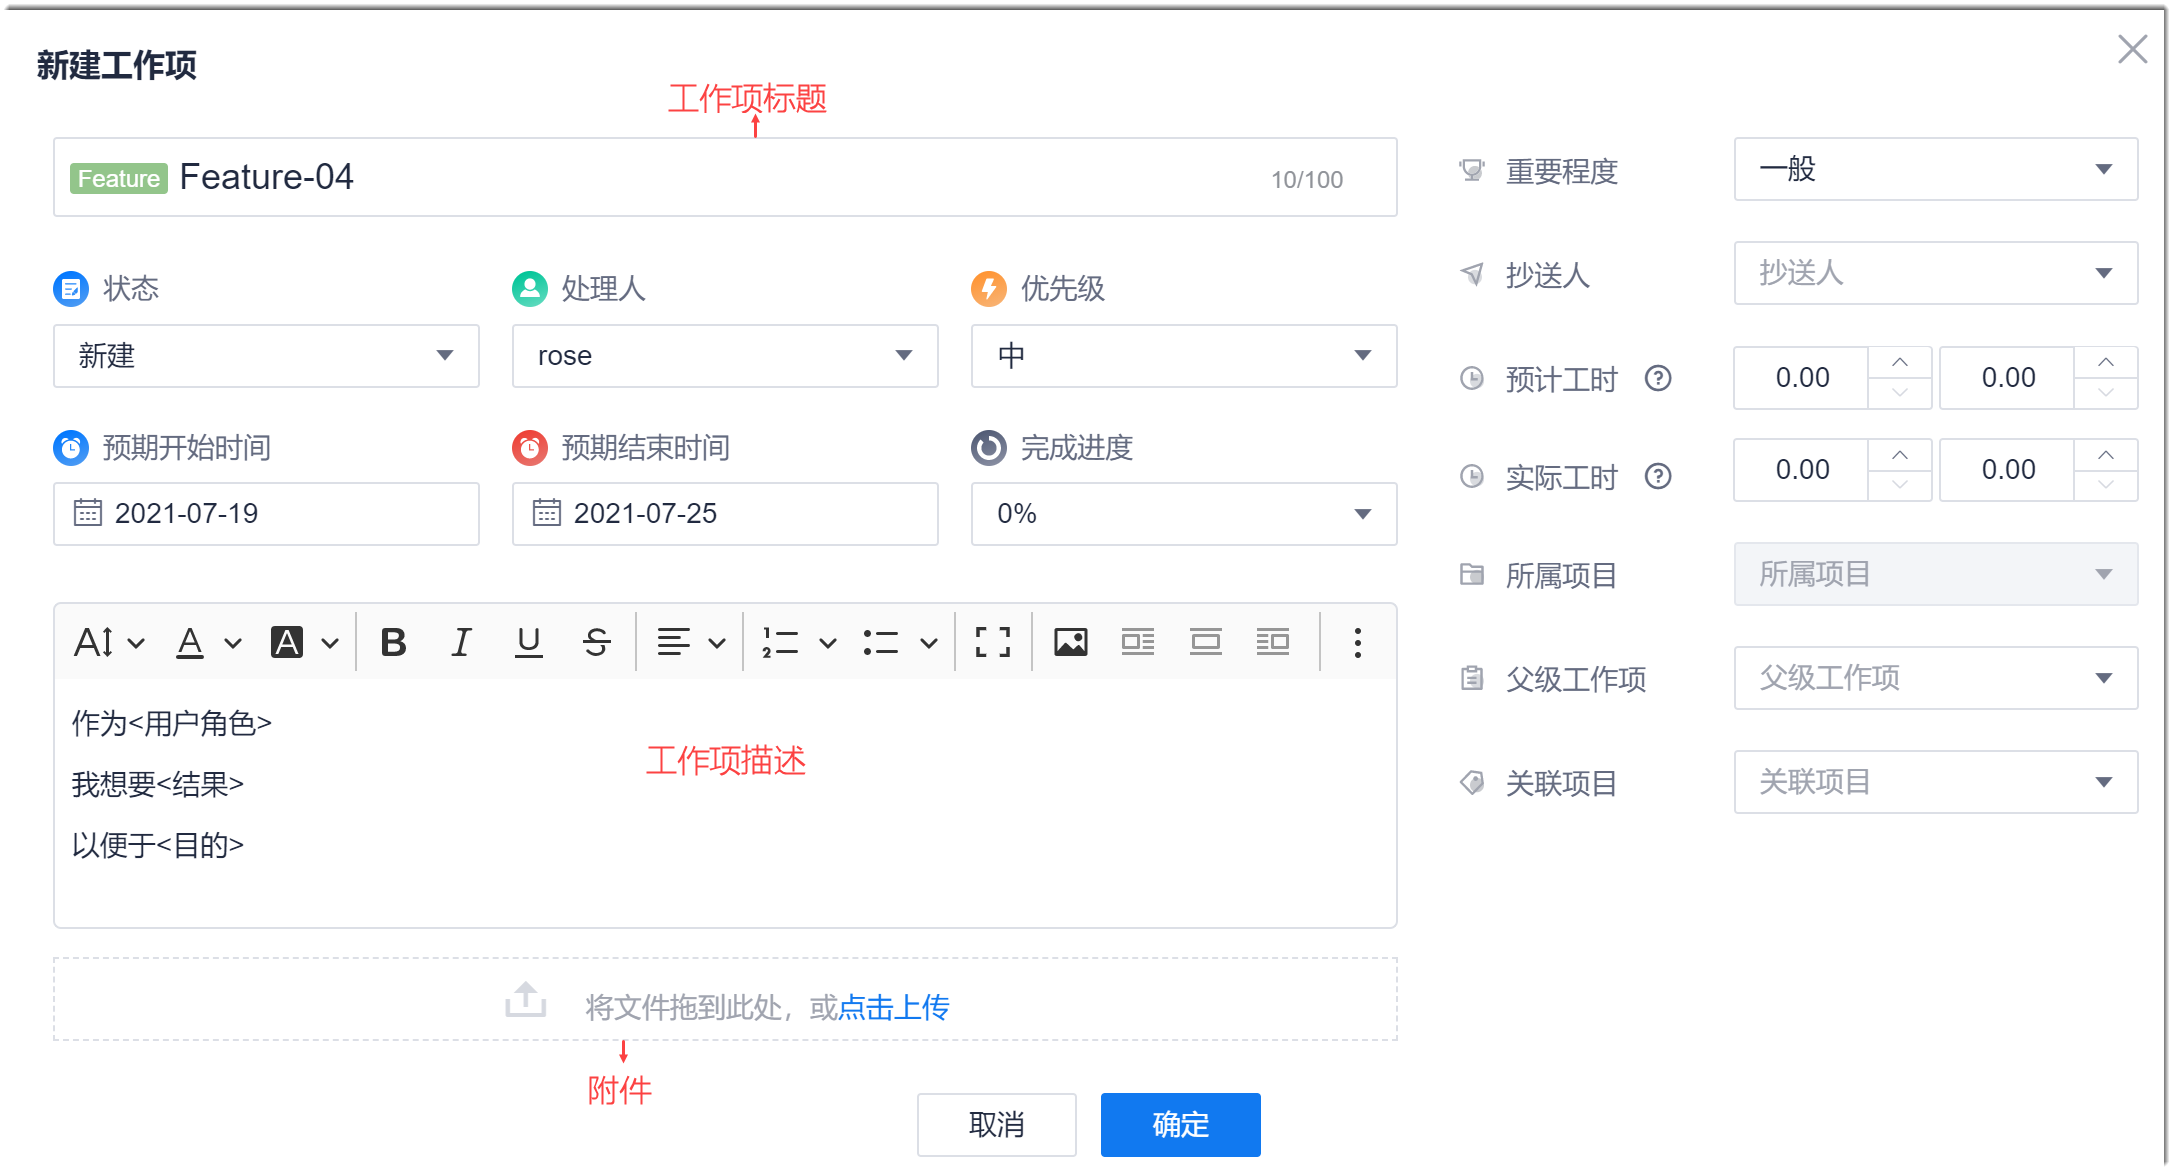 新建工作项
工作项标题
Feature Feature-04 10/100
状态
处理人
优先级
新建
rose
中
预期开始时间
预期结束时间
完成进度
2021-07-19
2021-07-25
0%
作为<用户角色>
我想要<结果>
以便于<目的>
工作项描述
将文件拖到此处，或点击上传
附件
取消
确定
重要程度
一般
抄送人
抄送人
预计工时
0.00
0.00
实际工时
0.00
0.00
所属项目
所属项目
父级工作项
父级工作项
关联项目
关联项目